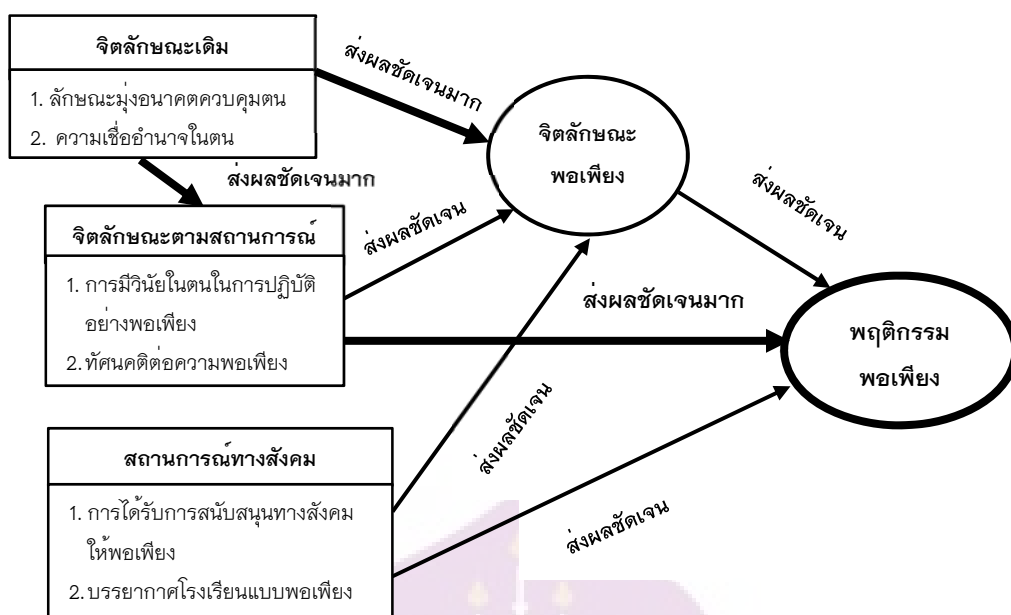 จิตลักษณะเดิม
1. ลักษณะมุ่งอนาคตควบคุมตน
2. ความเชื่ออำนาจในตน
ส่งผลชัดเจนมาก
จิตลักษณะ
พอเพียง
ส่งผลชัดเจนมาก
ส่งผลชัดเจน
ส่งผลชัดเจน
จิตลักษณะตามสถานการณ์
1. การมีวินัยในตนในการปฏิบัติ
อย่างพอเพียง
2. ทัศนคติต่อความพอเพียง
ส่งผลชัดเจนมาก
พฤติกรรม
พอเพียง
สถานการณ์ทางสังคม
1. การได้รับการสนับสนุนทางสังคม
ให้พอเพียง
2. บรรยากาศโรงเรียนแบบพอเพียง
ส่งผลชัดเจน
ส่งผลชัดเจน